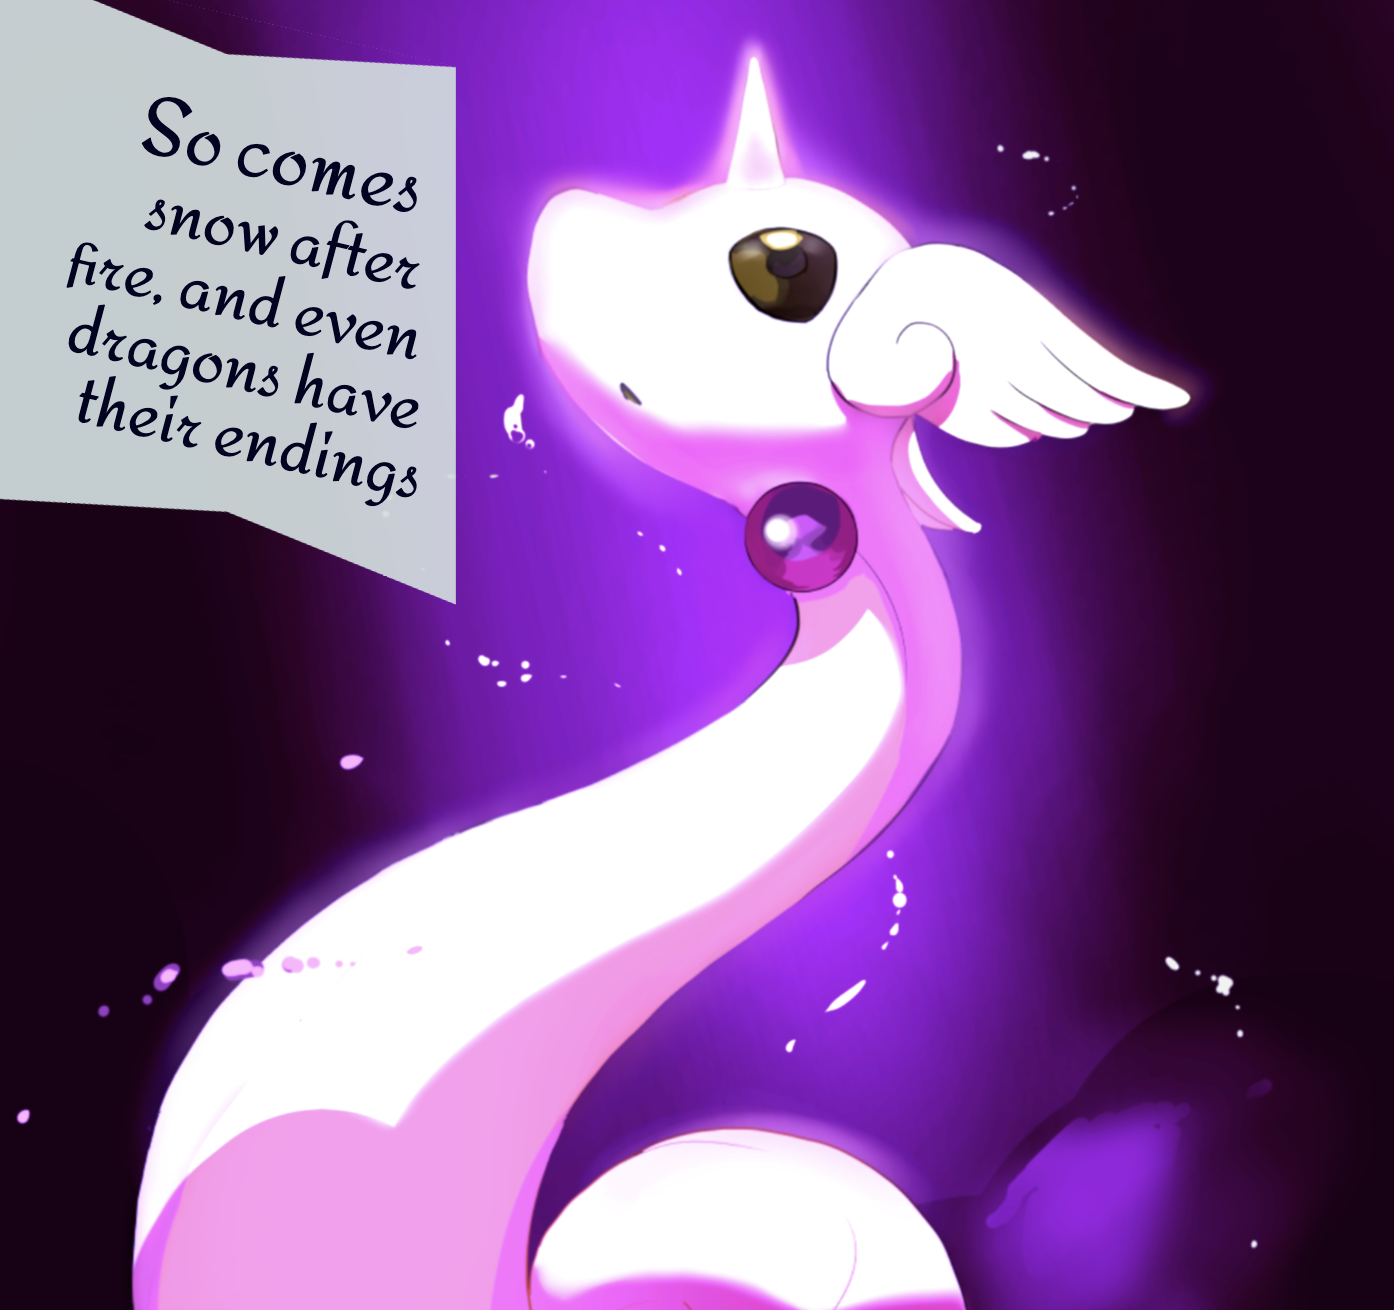 So comes
snow after
fire, and even
dragons have
their endings